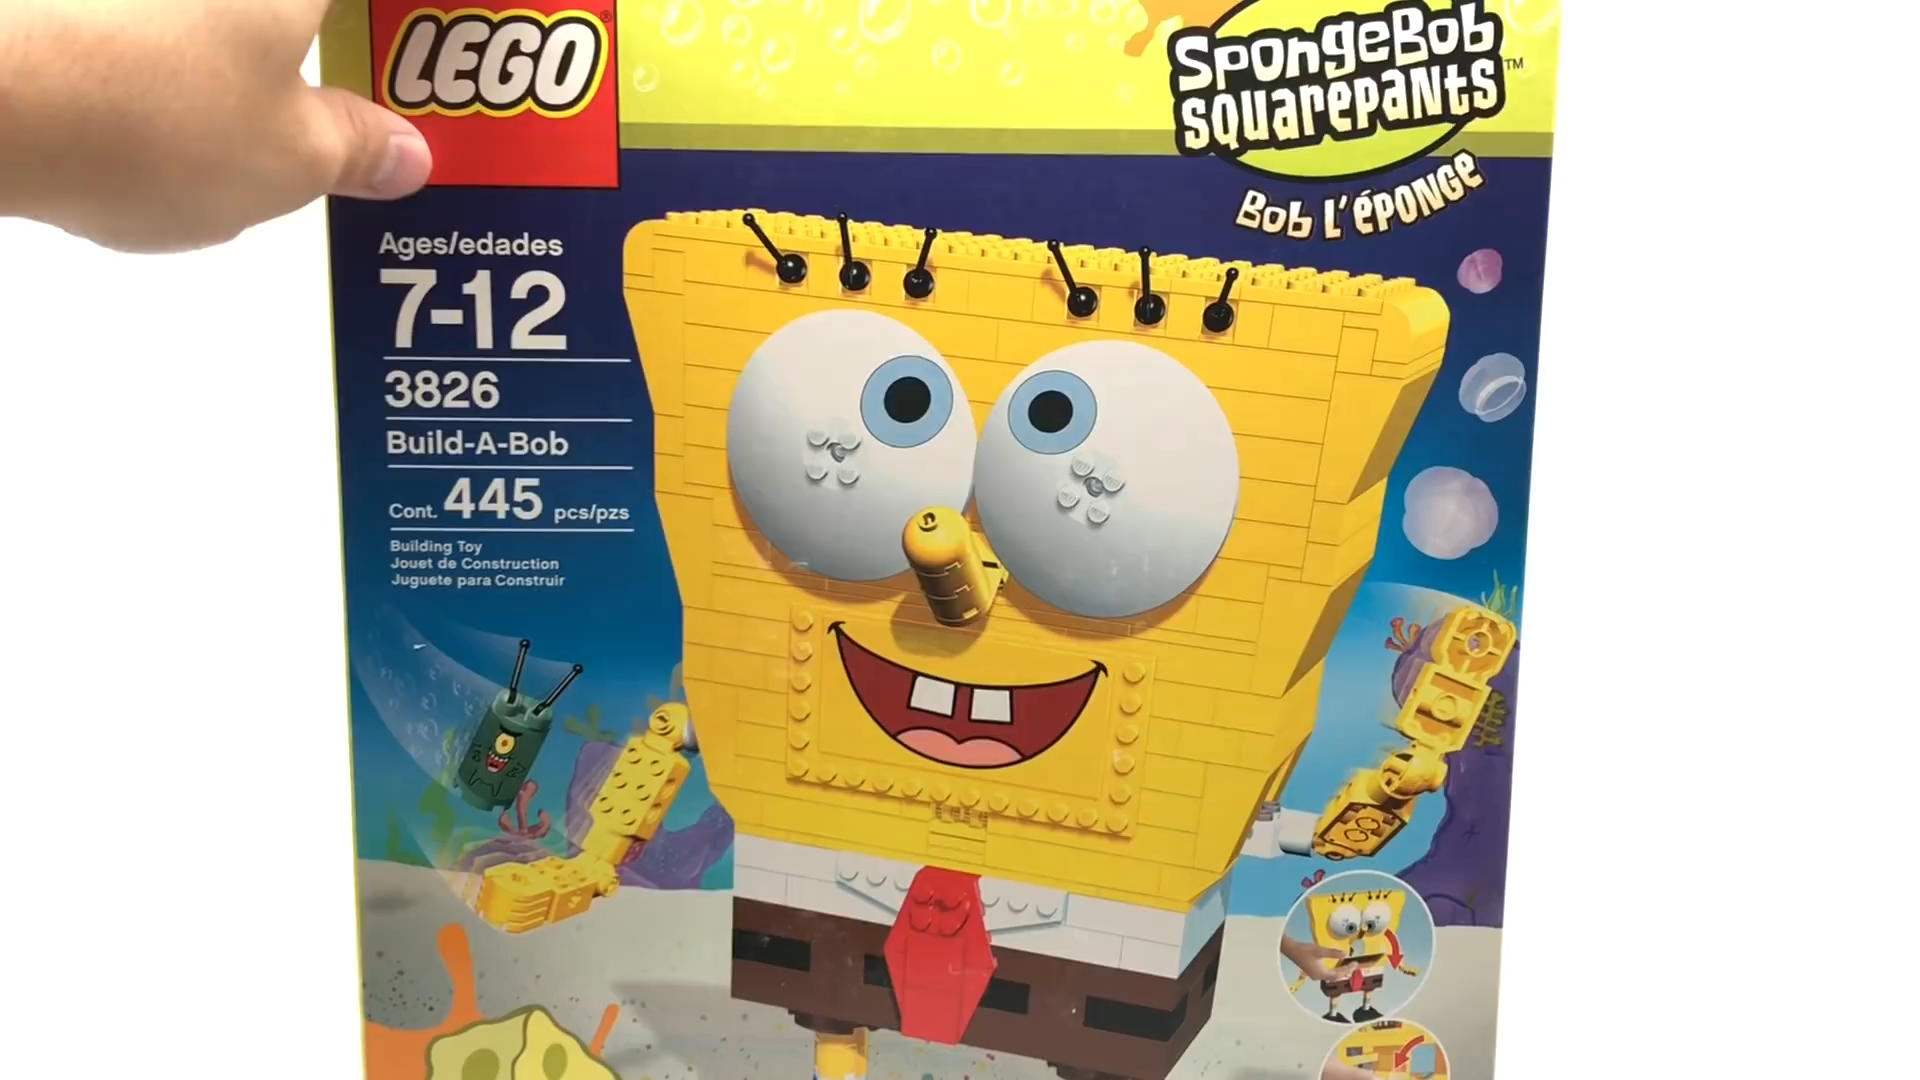 LEGO®
SpongeBob
SquarePants™
Bob l'éponge
Ages/edades
7-12
3826
Build-A-Bob
Cont. 445 pcs/pzs
Building Toy
Jouet de Construction
Juguete para Construir